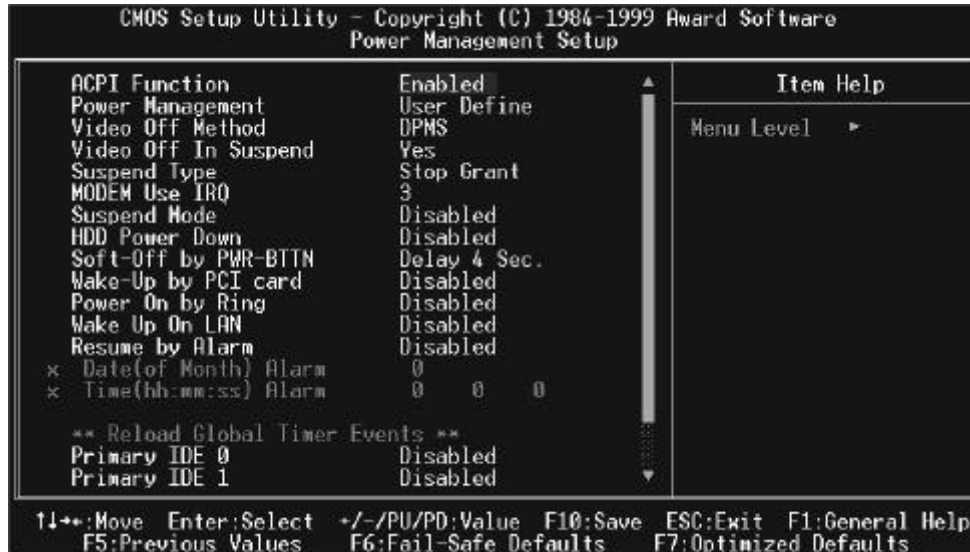 CMOS Setup Utility - Copyright (C) 1984-1999 Award Software
Power Management Setup
ACPI Function Enabled
Power Management User Define
Video Off Method DPMS
Video Off In Suspend Yes
Suspend Type Stop Grant
MODEM Use IRQ 3
Suspend Mode Disabled
HDD Power Down Disabled
Soft-Off by PWR-BTTN Delay 4 Sec.
Wake-Up by PCI card Disabled
Power On by Ring Disabled
Wake Up On LAN Disabled
Resume by Alarm Disabled
x Date(of Month) Alarm 0
x Time(hh:mm:ss) Alarm 0 0 0
** Reload Global Timer Events **
Primary IDE 0 Disabled
Primary IDE 1 Disabled
Item Help
Menu Level ►
↑↓→←:Move Enter:Select +/-/PU/PD:Value F10:Save ESC:Exit F1:General Help
F5:Previous Values F6:Fail-Safe Defaults F7:Optimized Defaults